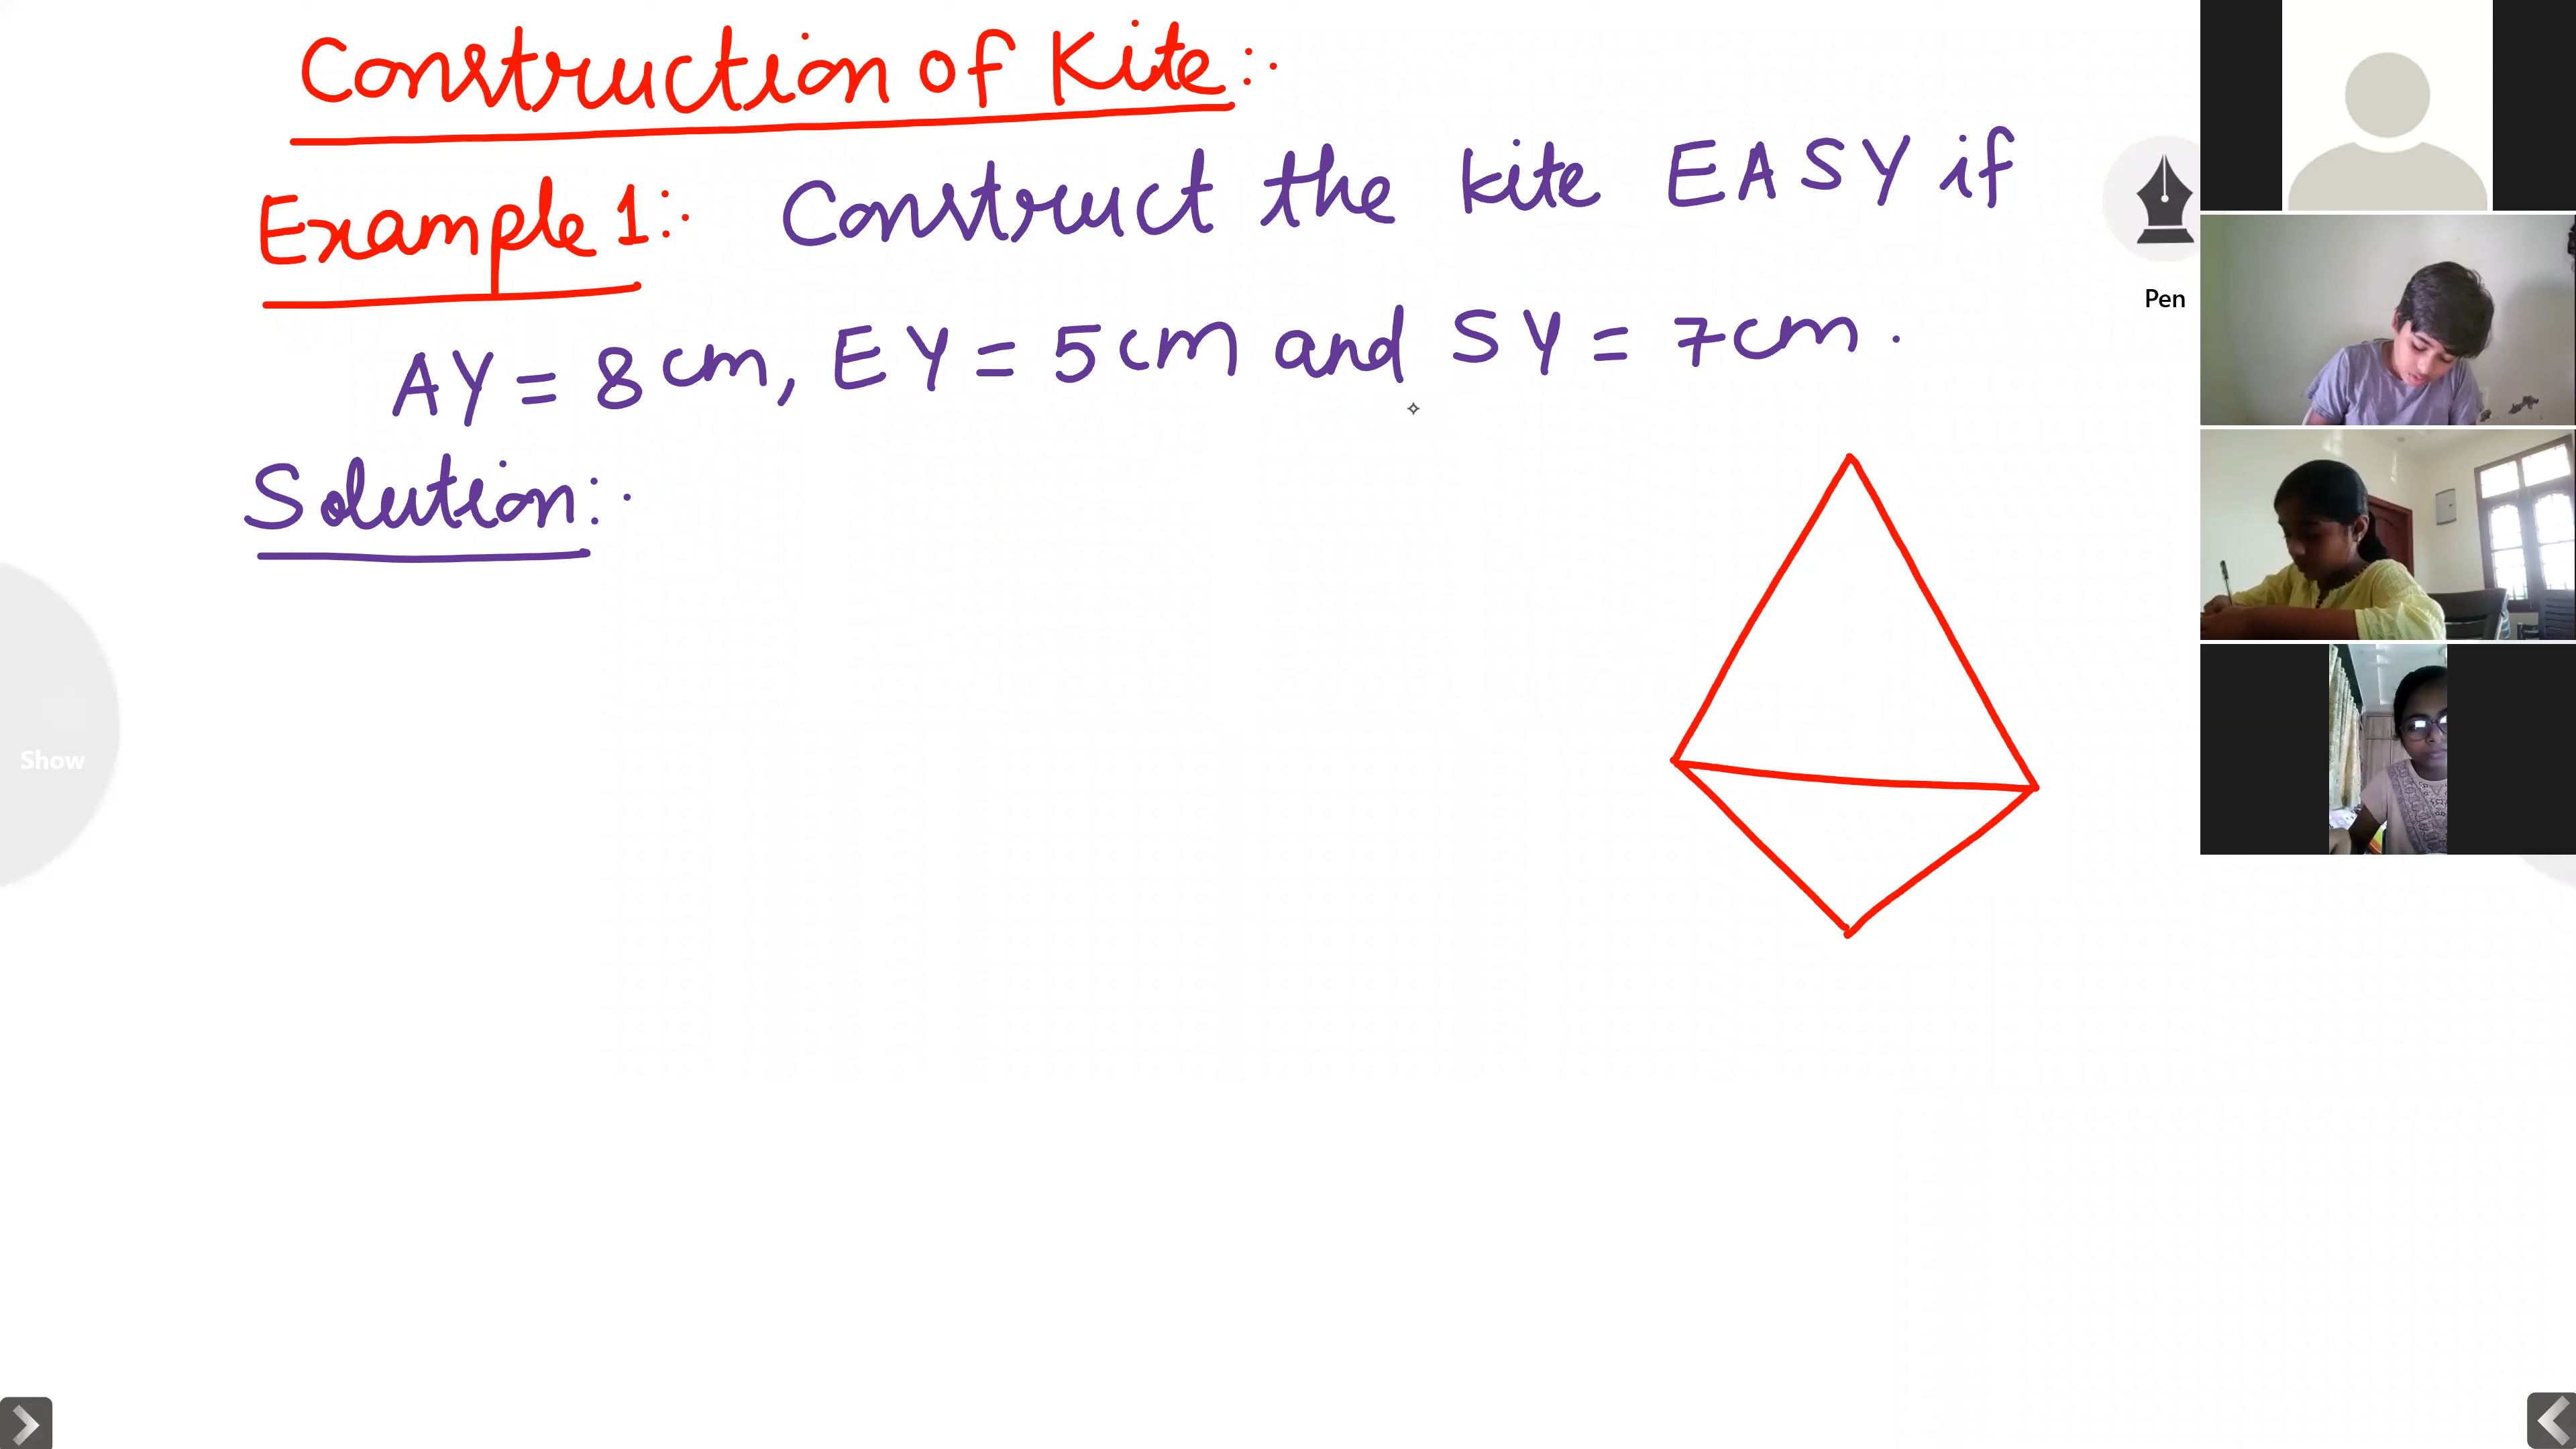 Construction of Kite:-
Example 1:- Construct the kite EASY if
AY = 8 cm, EY = 5 cm and SY = 7 cm.
Solution:-
Pen
Show